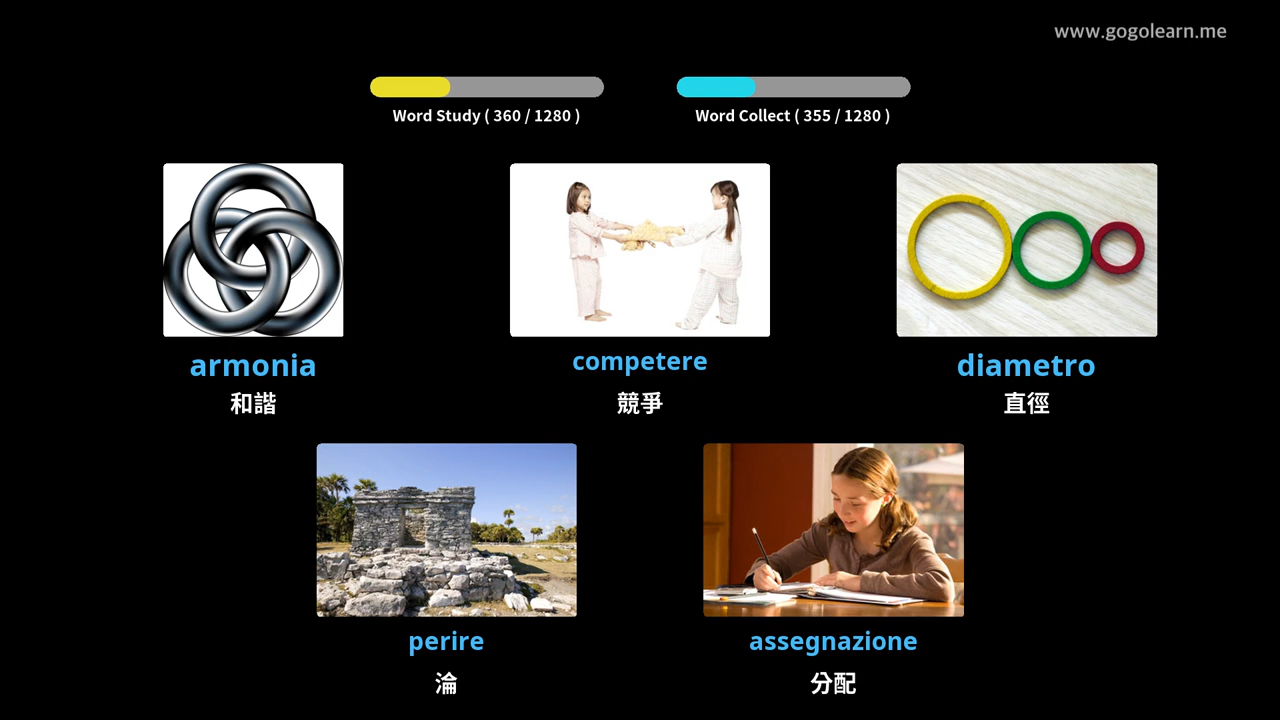 www.gogolearn.me
Word Study ( 360 / 1280 )
Word Collect ( 355 / 1280 )
armonia
和諧
competere
競爭
diametro
直徑
perire
淪
assegnazione
分配